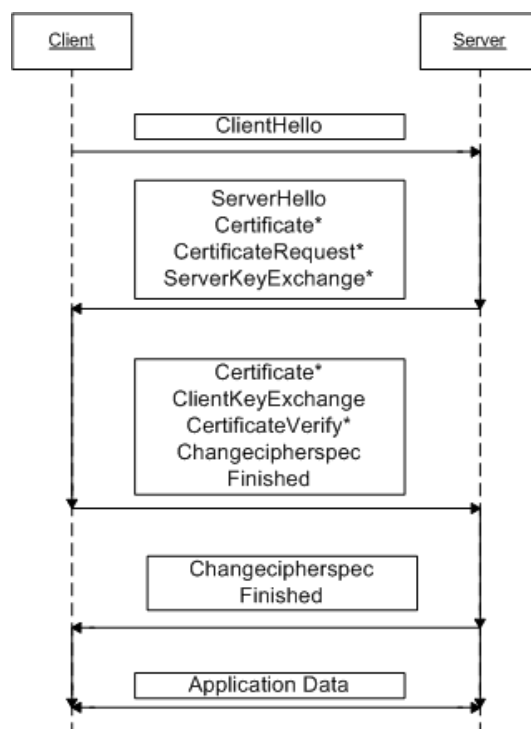 Client
Server
ClientHello
ServerHello
Certificate*
CertificateRequest*
ServerKeyExchange*
Certificate*
ClientKeyExchange
CertificateVerify*
Changecipherspec
Finished
Changecipherspec
Finished
Application Data